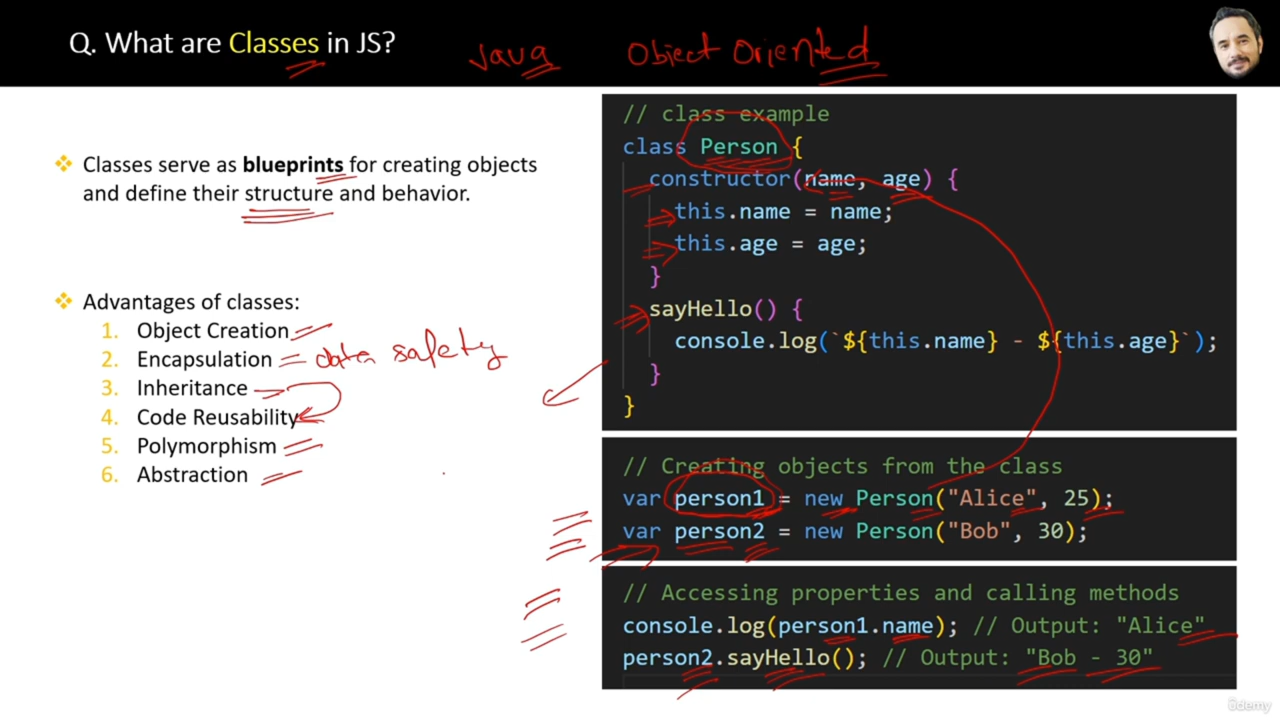 Q. What are Classes in JS?
Java Object Oriented
❖ Classes serve as blueprints for creating objects
and define their structure and behavior.
❖ Advantages of classes:
1. Object Creation
2. Encapsulation = data safety
3. Inheritance
4. Code Reusability
5. Polymorphism
6. Abstraction
// class example
class Person {
constructor(name, age) {
this.name = name;
this.age = age;
}
sayHello() {
console.log(`${this.name} - ${this.age}`);
}
}
// Creating objects from the class
var person1 = new Person("Alice", 25);
var person2 = new Person("Bob", 30);
// Accessing properties and calling methods
console.log(person1.name); // Output: "Alice"
person2.sayHello(); // Output: "Bob - 30"
ûdemy